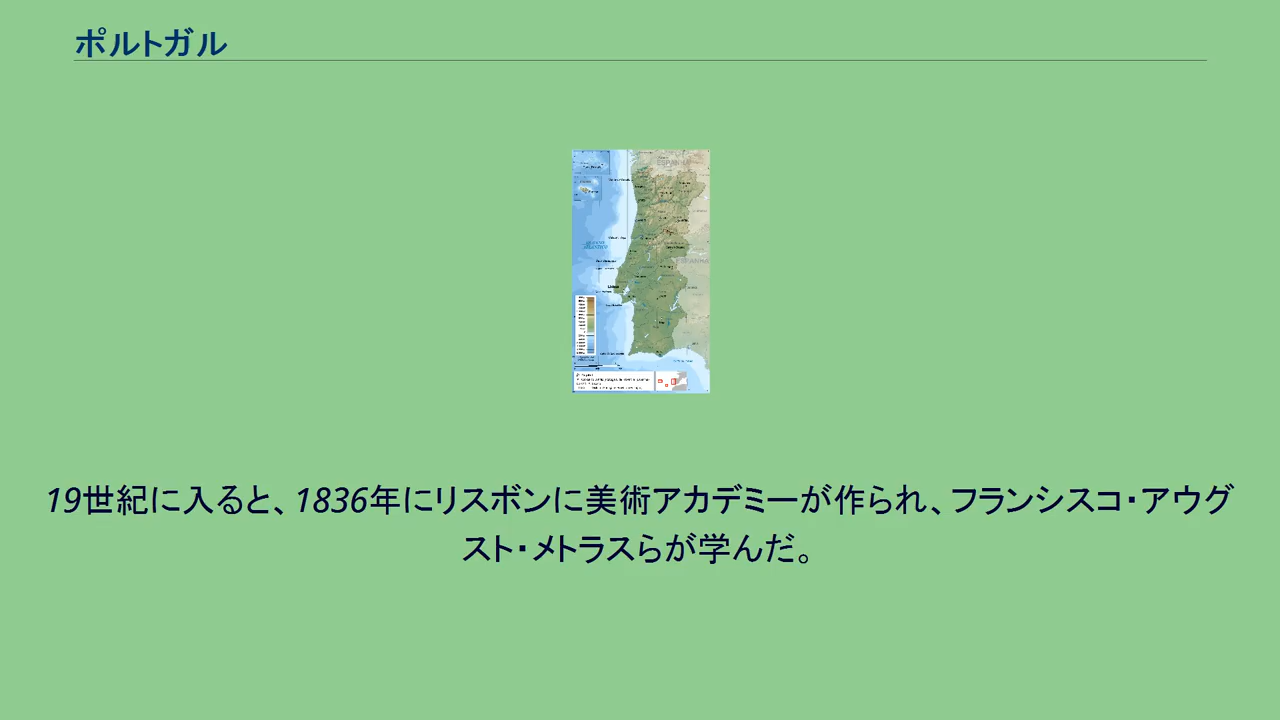 ポルトガル
ESPANHA
Lisboa
19世紀に入ると、1836年にリスボンに美術アカデミーが作られ、フランシスコ・アウグ
スト・メトラスらが学んだ。